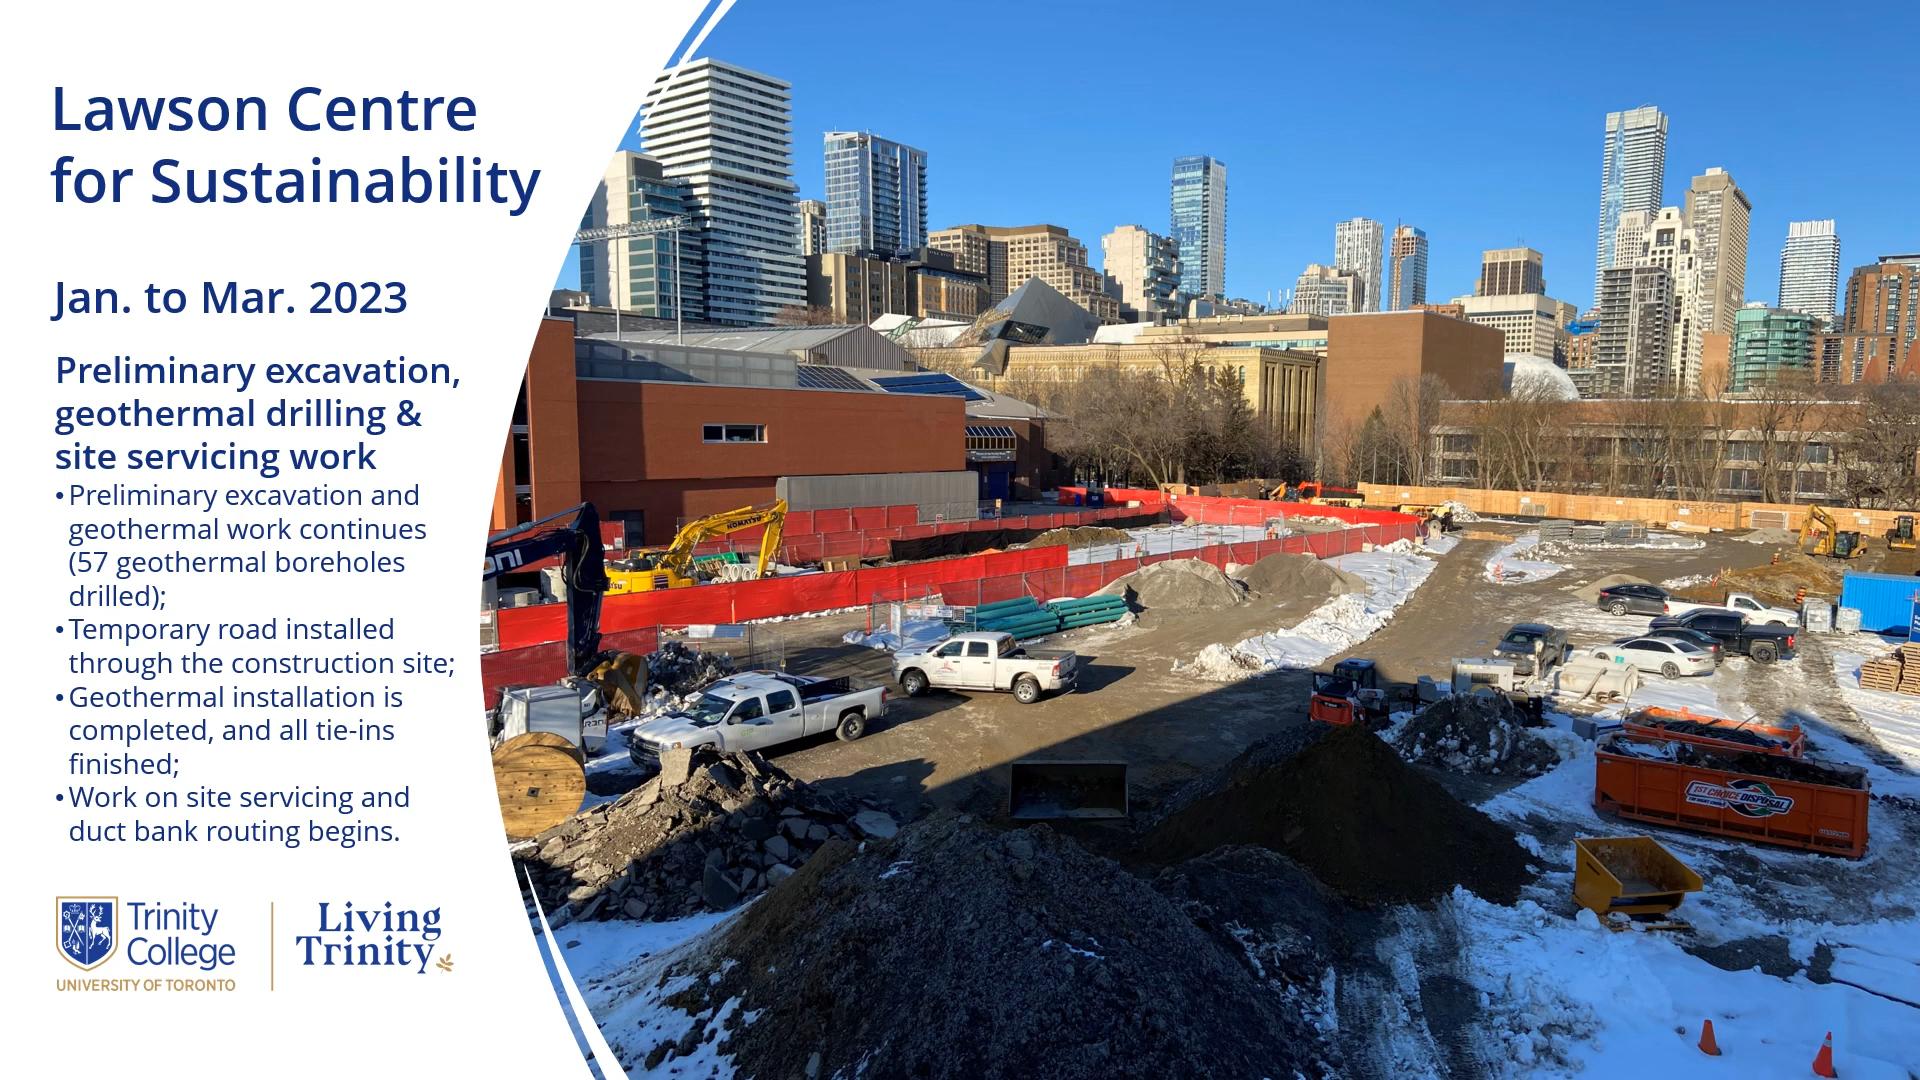 Lawson Centre
for Sustainability
Jan. to Mar. 2023
Preliminary excavation,
geothermal drilling &
site servicing work
• Preliminary excavation and
geothermal work continues
(57 geothermal boreholes
drilled);
• Temporary road installed
through the construction site;
• Geothermal installation is
completed, and all tie-ins
finished;
• Work on site servicing and
duct bank routing begins.
Trinity
College
UNIVERSITY OF TORONTO
Living
Trinity
KOMATSU
1ST CHOICE DISPOSAL